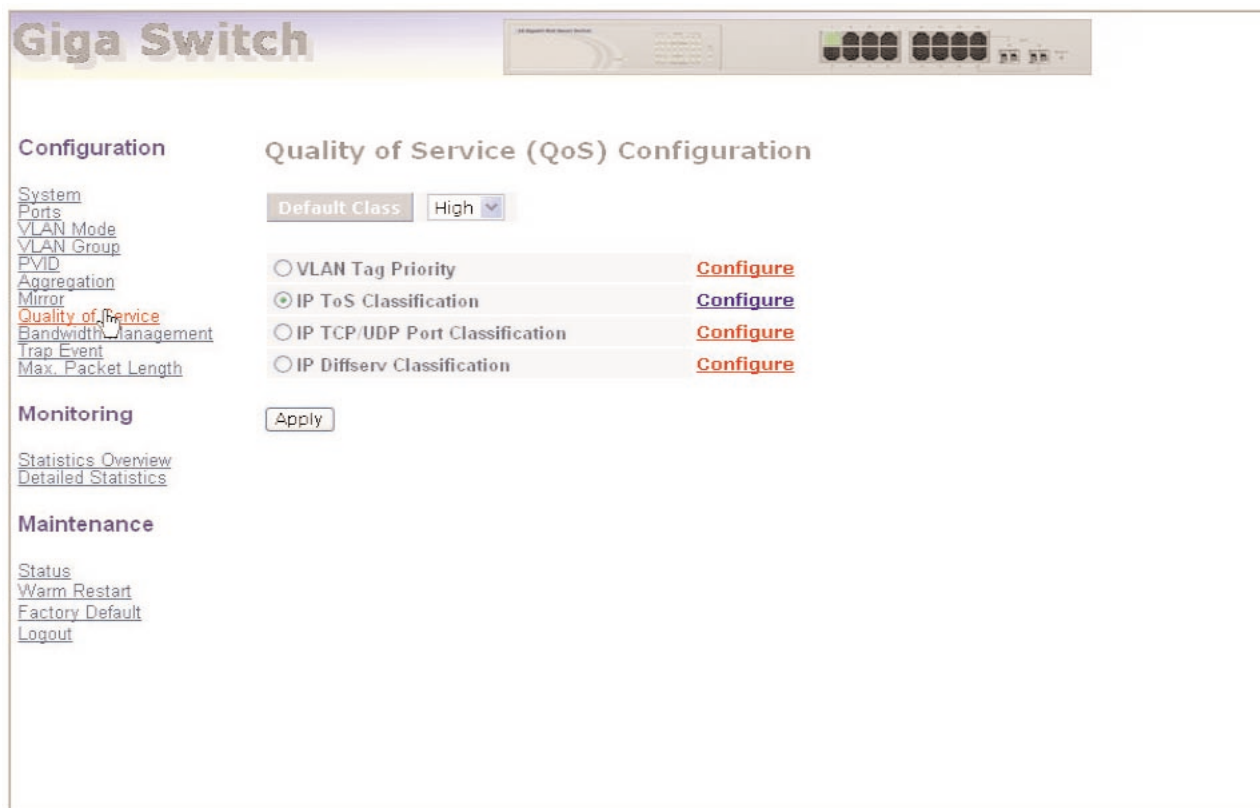 Giga Switch
Configuration
System
Ports
VLAN Mode
VLAN Group
PVID
Aggregation
Mirror
Quality of Service
Bandwidth Management
Trap Event
Max. Packet Length
Monitoring
Statistics Overview
Detailed Statistics
Maintenance
Status
Warm Restart
Factory Default
Logout
Quality of Service (QoS) Configuration
Default Class High
VLAN Tag Priority Configure
IP ToS Classification Configure
IP TCP/UDP Port Classification Configure
IP Diffserv Classification Configure
Apply